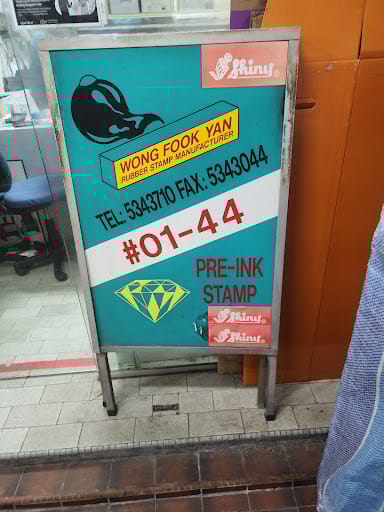 Shiny
WONG FOOK YAN
RUBBER STAMP MANUFACTURER
TEL: 5343710 FAX: 5343044
#01-44
PRE-INK
STAMP
Shiny
Shiny